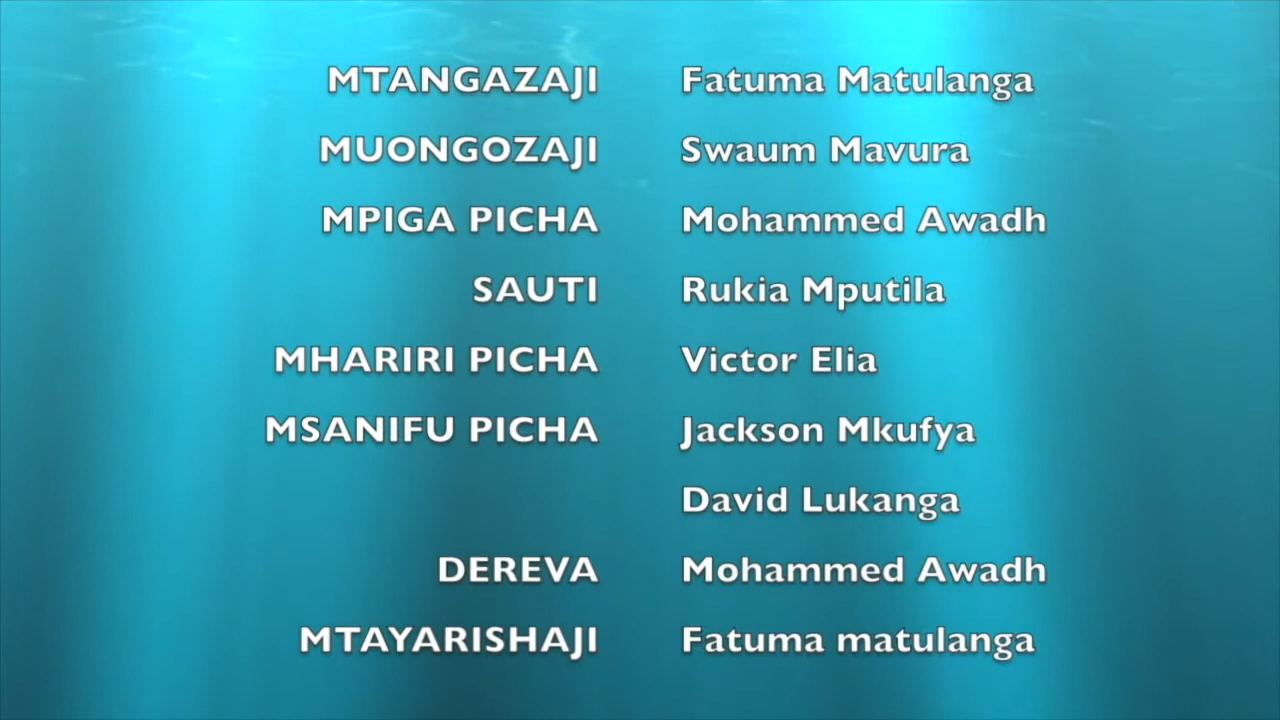 MTANGAZAJI Fatuma Matulanga
MUONGOZAJI Swaum Mavura
MPIGA PICHA Mohammed Awadh
SAUTI Rukia Mputila
MHARIRI PICHA Victor Elia
MSANIFU PICHA Jackson Mkufya
David Lukanga
DEREVA Mohammed Awadh
MTAYARISHAJI Fatuma matulanga